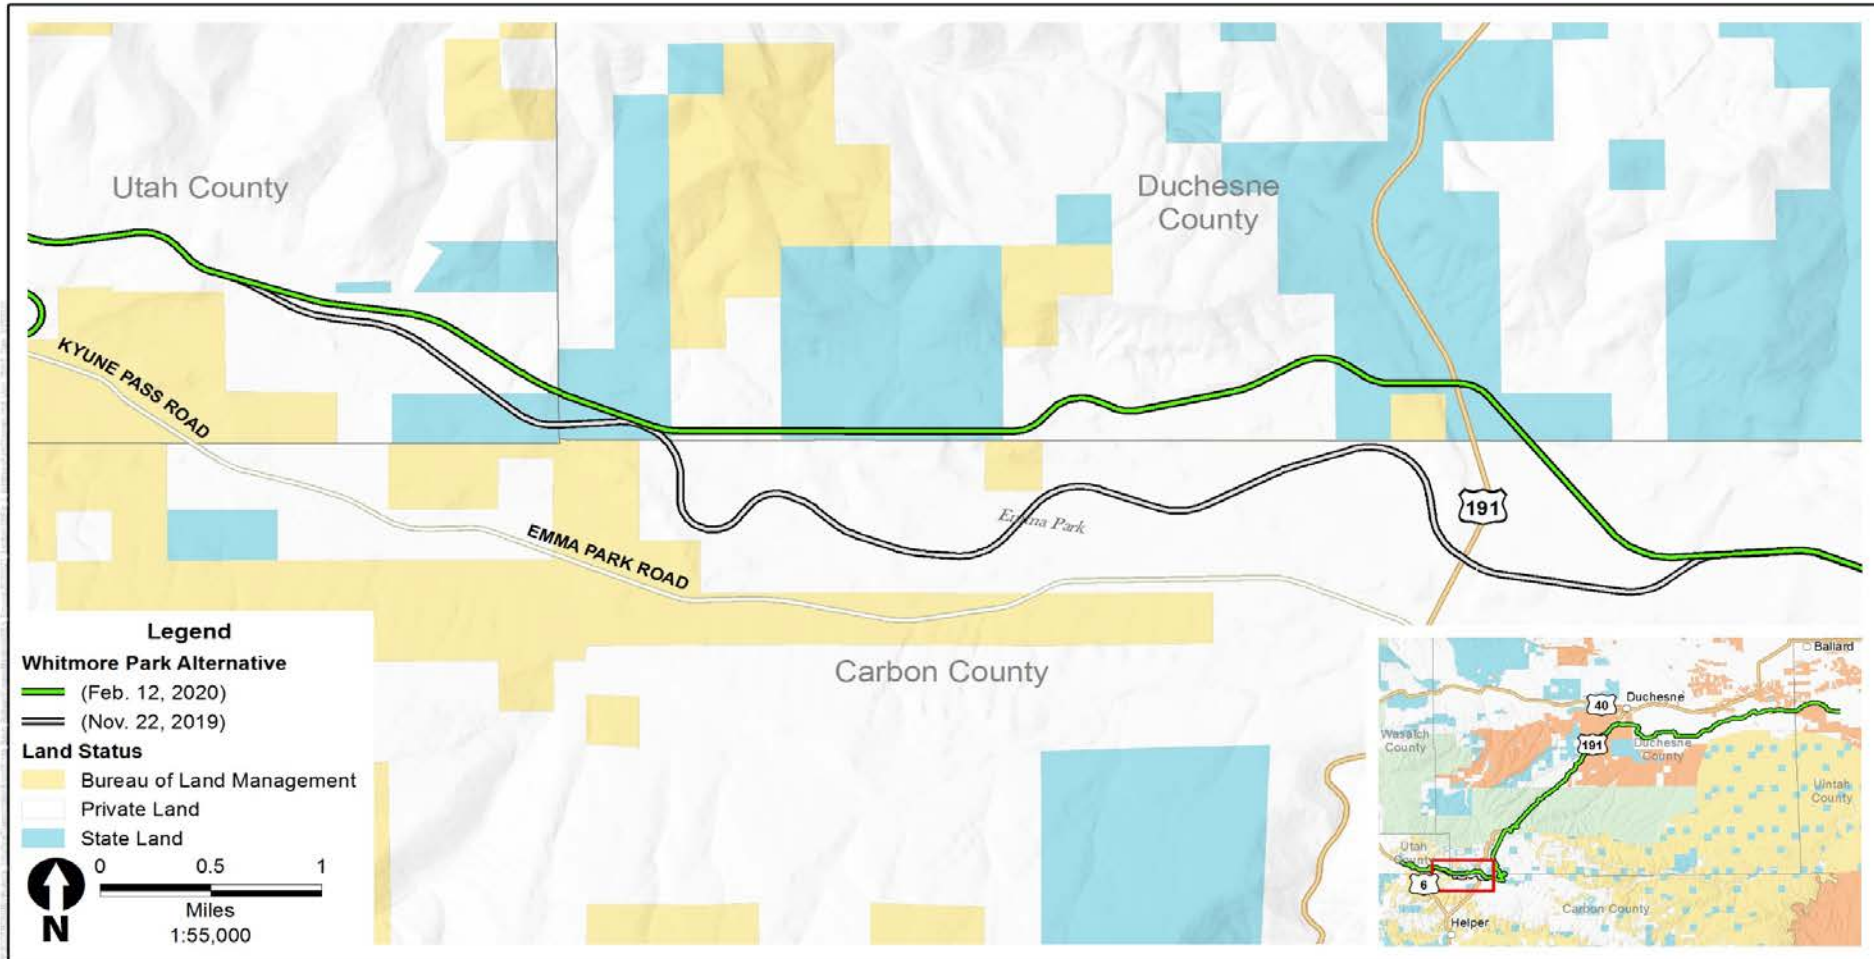 Utah County
Duchesne
County
KYUNE PASS ROAD
191
Emma Park
EMMA PARK ROAD
Carbon County
Legend
Whitmore Park Alternative
(Feb. 12, 2020)
(Nov. 22, 2019)
Land Status
Bureau of Land Management
Private Land
State Land
0 0.5 1
Miles
1:55,000
N
Ballard
40
Duchesne
Wasatch
County
191
Duchesne
County
Uintah
County
Utah
County
6
Carbon County
Helper